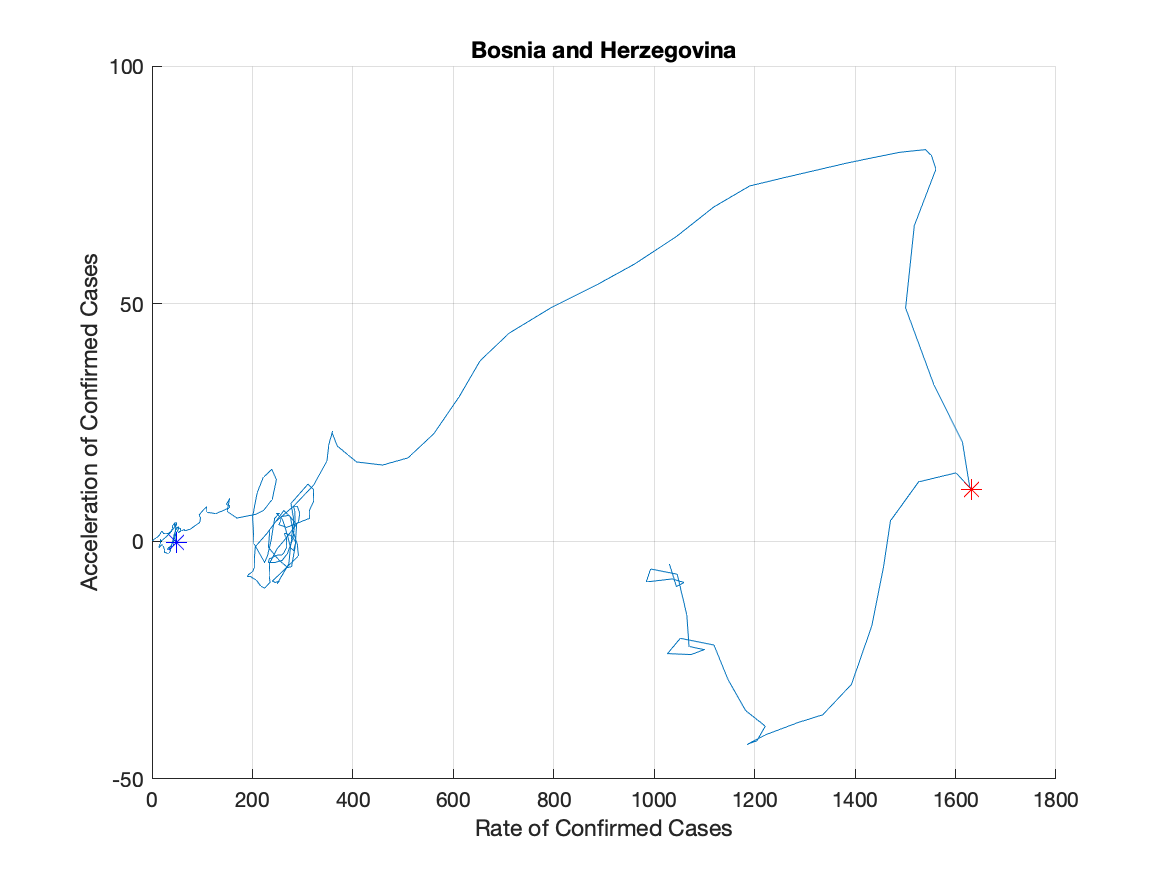 Bosnia and Herzegovina
100
50
0
-50
Acceleration of Confirmed Cases
0 200 400 600 800 1000 1200 1400 1600 1800
Rate of Confirmed Cases